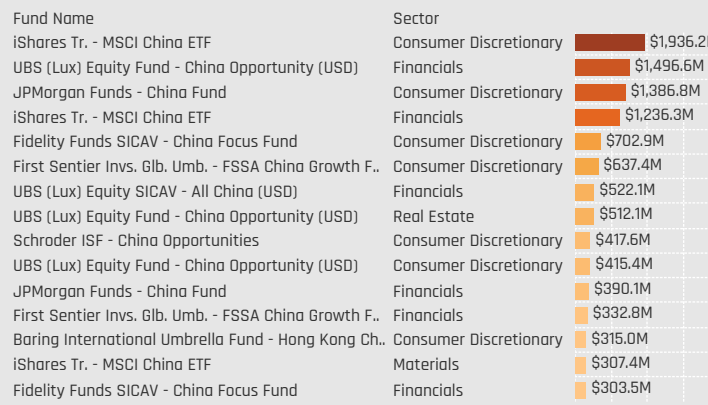 Fund Name Sector
iShares Tr. - MSCI China ETF Consumer Discretionary $1,936.2
UBS (Lux) Equity Fund - China Opportunity (USD) Financials $1,496.6M
JPMorgan Funds - China Fund Consumer Discretionary $1,386.8M
iShares Tr. - MSCI China ETF Financials $1,236.3M
Fidelity Funds SICAV - China Focus Fund Consumer Discretionary $702.9M
First Sentier Invs. Glb. Umb. - FSSA China Growth F.. Consumer Discretionary $637.4M
UBS (Lux) Equity SICAV - All China (USD) Financials $522.1M
UBS (Lux) Equity Fund - China Opportunity (USD) Real Estate $512.1M
Schroder ISF - China Opportunities Consumer Discretionary $417.6M
UBS (Lux) Equity Fund - China Opportunity (USD) Consumer Discretionary $415.4M
JPMorgan Funds - China Fund Financials $390.1M
First Sentier Invs. Glb. Umb. - FSSA China Growth F.. Financials $332.8M
Baring International Umbrella Fund - Hong Kong Ch.. Consumer Discretionary $315.0M
iShares Tr. - MSCI China ETF Materials $307.4M
Fidelity Funds SICAV - China Focus Fund Financials $303.5M